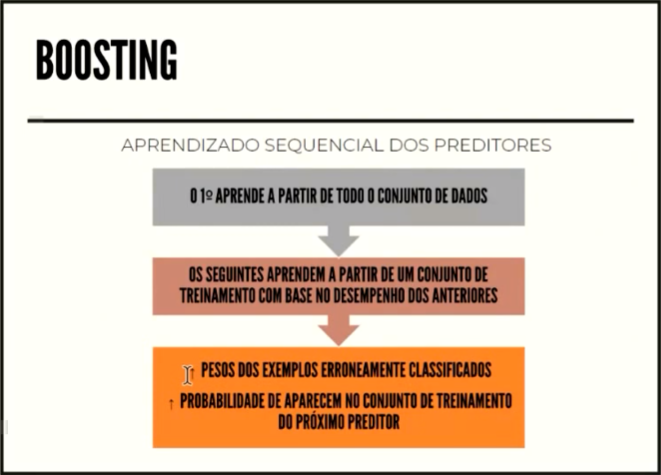 BOOSTING
APRENDIZADO SEQUENCIAL DOS PREDITORES
O 1º APRENDE A PARTIR DE TODO O CONJUNTO DE DADOS
OS SEGUINTES APRENDEM A PARTIR DE UM CONJUNTO DE
TREINAMENTO COM BASE NO DESEMPENHO DOS ANTERIORES
↑ PESOS DOS EXEMPLOS ERRONEAMENTE CLASSIFICADOS
↑ PROBABILIDADE DE APARECEM NO CONJUNTO DE TREINAMENTO
DO PRÓXIMO PREDITOR